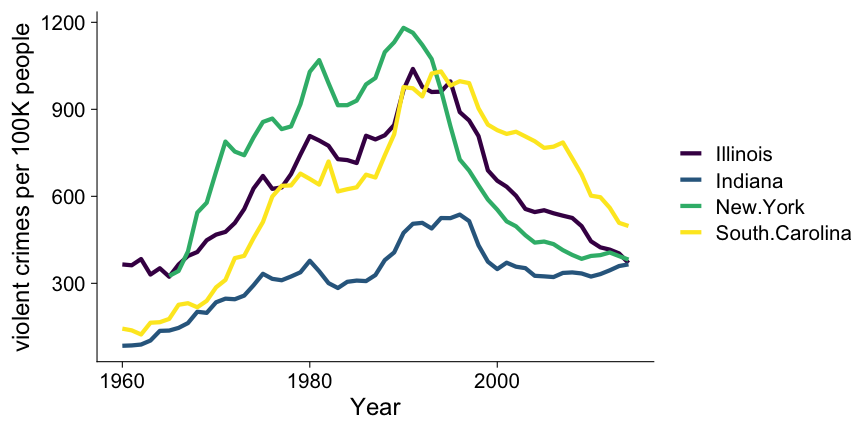 violent crimes per 100K people
1200
900
600
300
1960 1980 2000
Year
Illinois
Indiana
New.York
South.Carolina